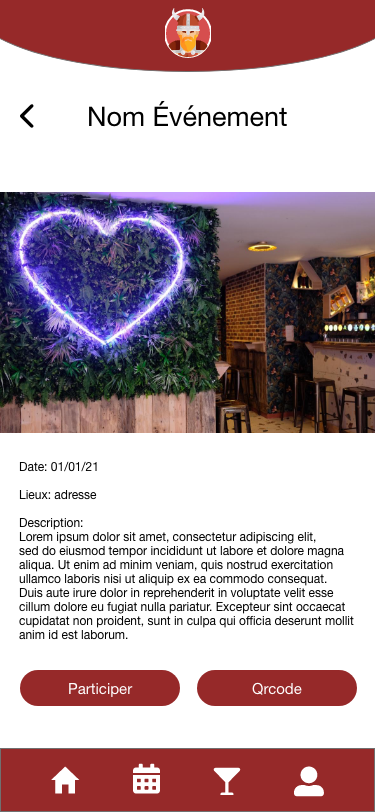 Nom Événement
Date: 01/01/21
Lieux: adresse
Description:
Lorem ipsum dolor sit amet, consectetur adipiscing elit,
sed do eiusmod tempor incididunt ut labore et dolore magna
aliqua. Ut enim ad minim veniam, quis nostrud exercitation
ullamco laboris nisi ut aliquip ex ea commodo consequat.
Duis aute irure dolor in reprehenderit in voluptate velit esse
cillum dolore eu fugiat nulla pariatur. Excepteur sint occaecat
cupidatat non proident, sunt in culpa qui officia deserunt mollit
anim id est laborum.
Participer
Qrcode